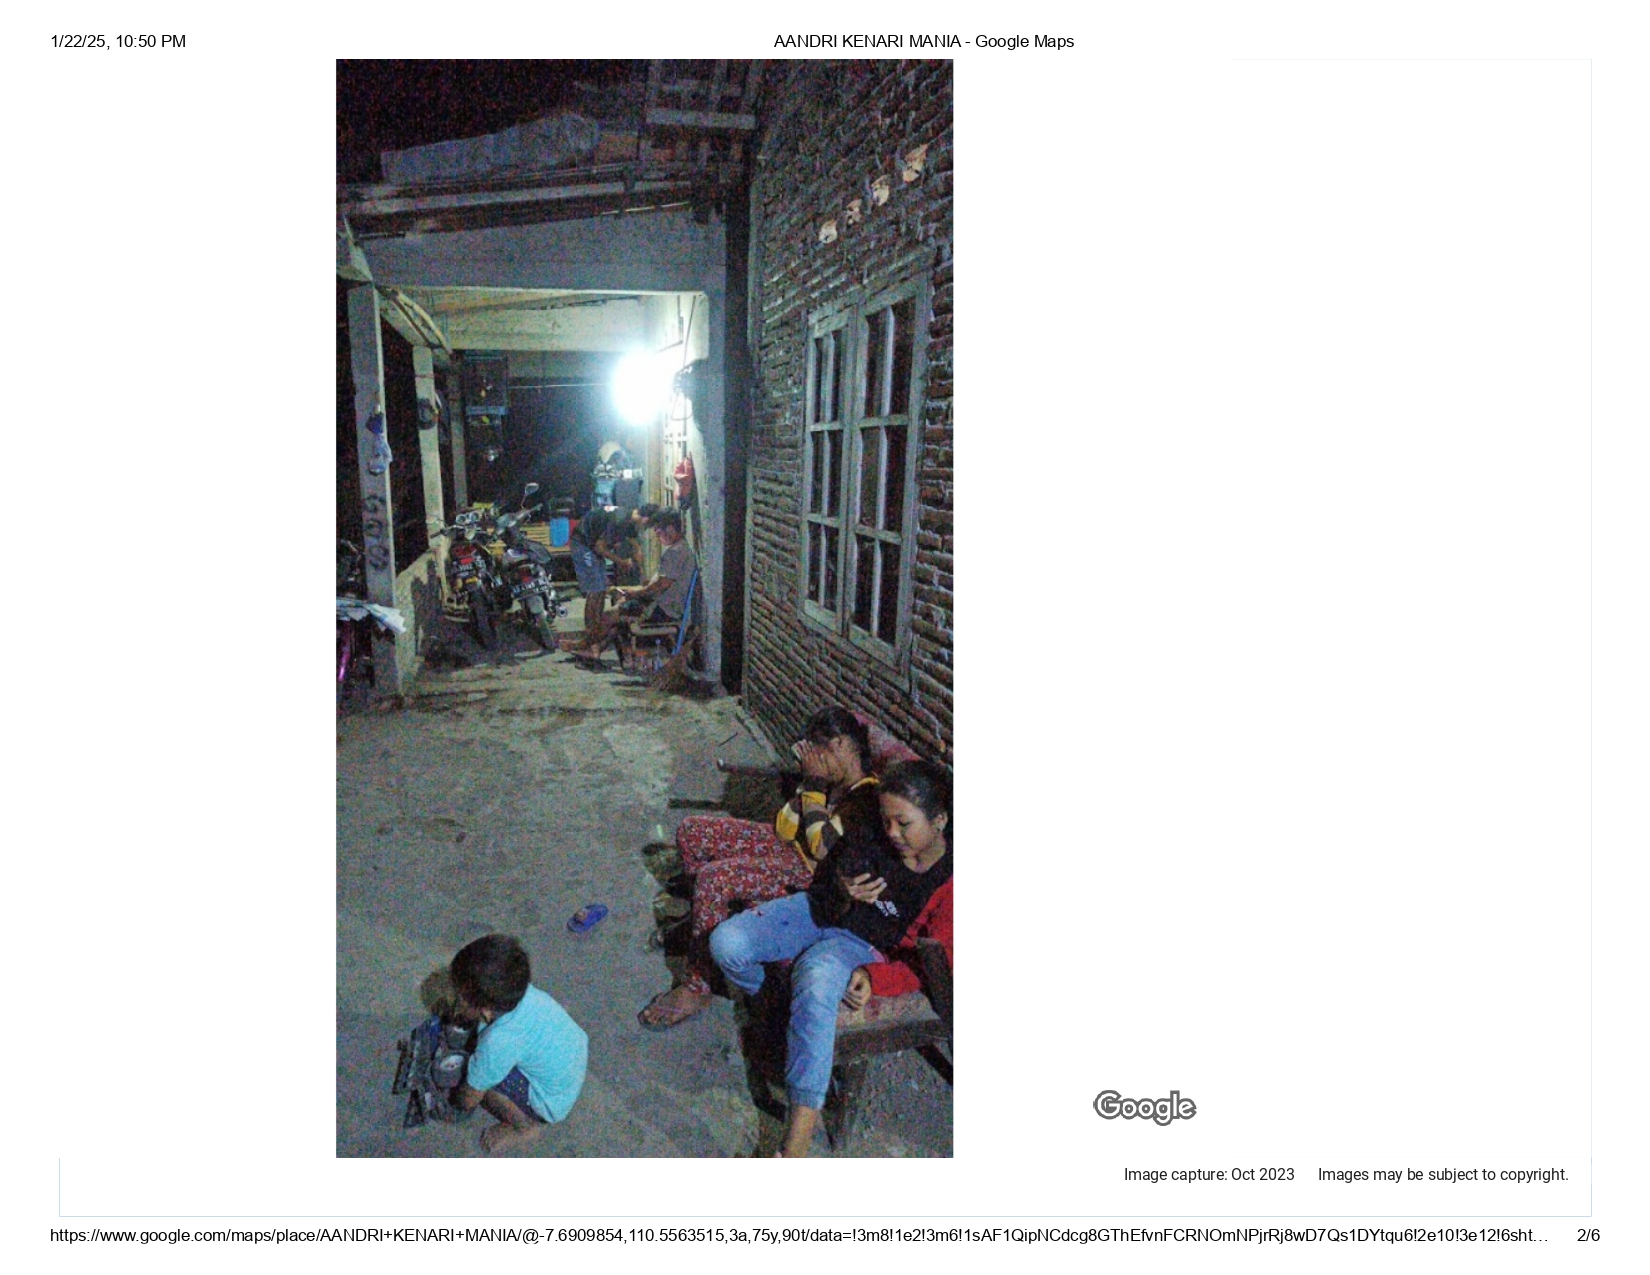 1/22/25, 10:50 PM
AANDRI KENARI MANIA - Google Maps
Google
Image capture: Oct 2023
Images may be subject to copyright.
https://www.google.com/maps/place/AANDRI+KENARI+MANIA/@-7.6909854,110.5563515,3a,75y,90t/data=!3m8!1e2!3m6!1sAF1QipNCdcg8GThEfvnFCRNOmNPjrRj8wD7Qs1DYtqu6!2e10!3e12!6sht…
2/6